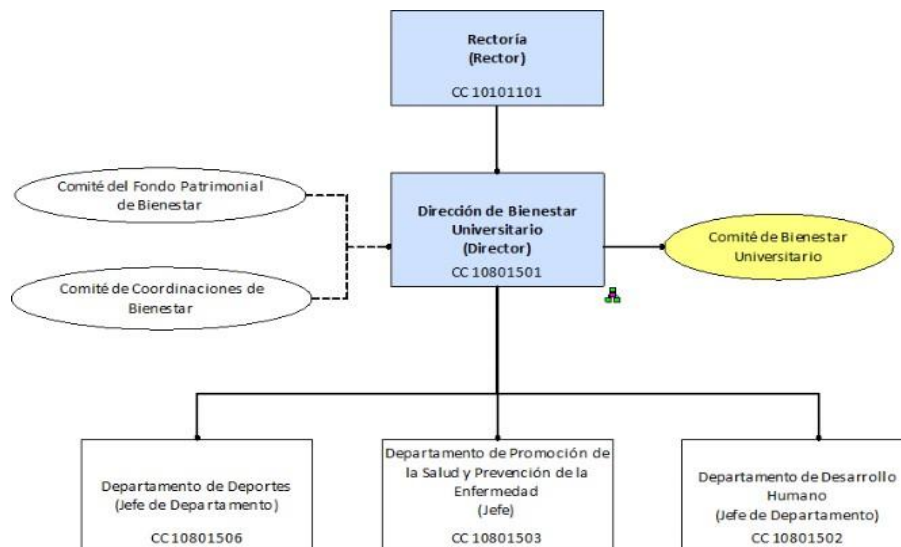 Rectoría
(Rector)
CC 10101101
Comité del Fondo Patrimonial
de Bienestar
Dirección de Bienestar
Universitario
(Director)
CC 10801501
Comité de Bienestar
Universitario
Comité de Coordinaciones de
Bienestar
Departamento de Deportes
(Jefe de Departamento)
CC 10801506
Departamento de Promoción de
la Salud y Prevención de la
Enfermedad
(Jefe)
CC 10801503
Departamento de Desarrollo
Humano
(Jefe de Departamento)
CC 10801502